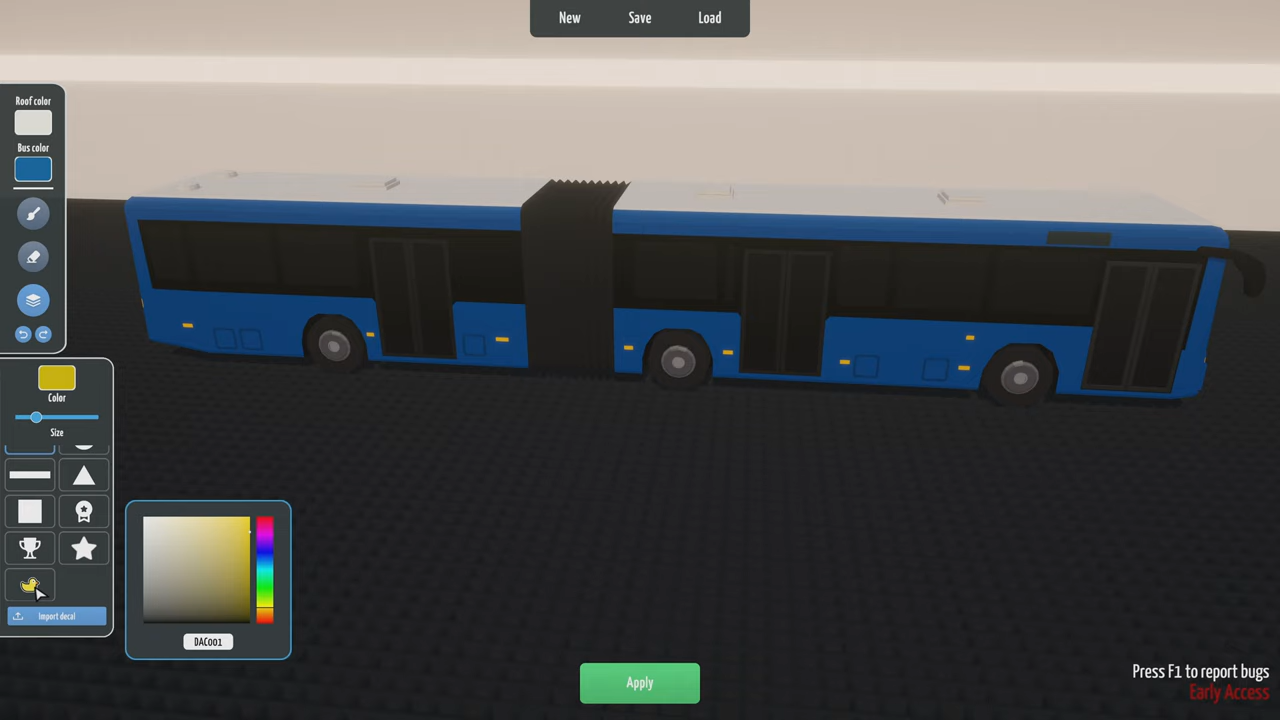 New Save Load
Roof color
Bus color
Color
Size
Import decal
DAC001
Apply
Press F1 to report bugs
Early Access